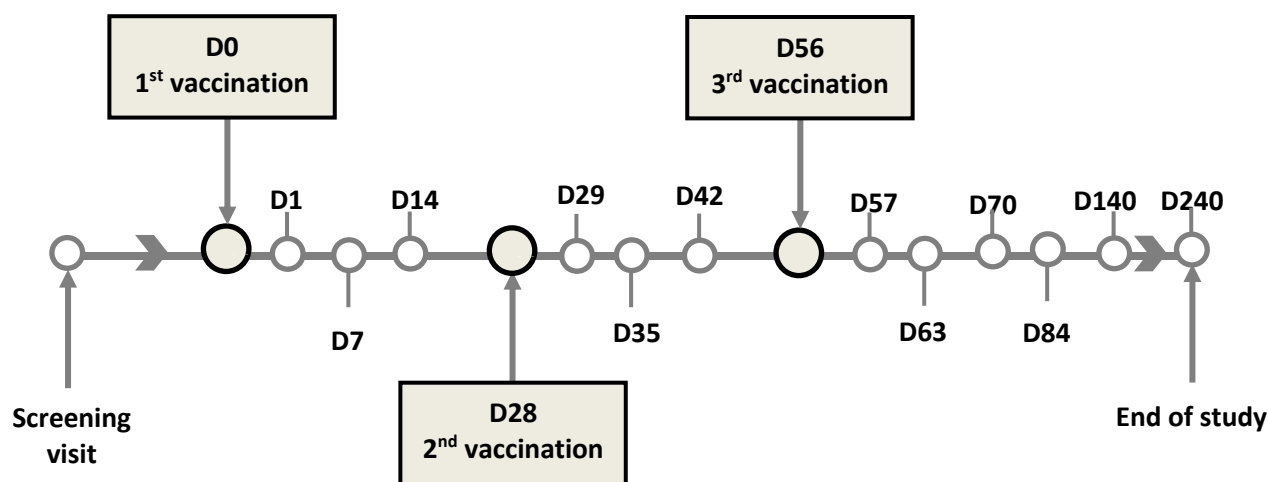 D0
1st vaccination
D56
3rd vaccination
D1
D14
D29
D42
D57
D70
D140
D240
D7
D35
D63
D84
Screening
visit
D28
2nd vaccination
End of study